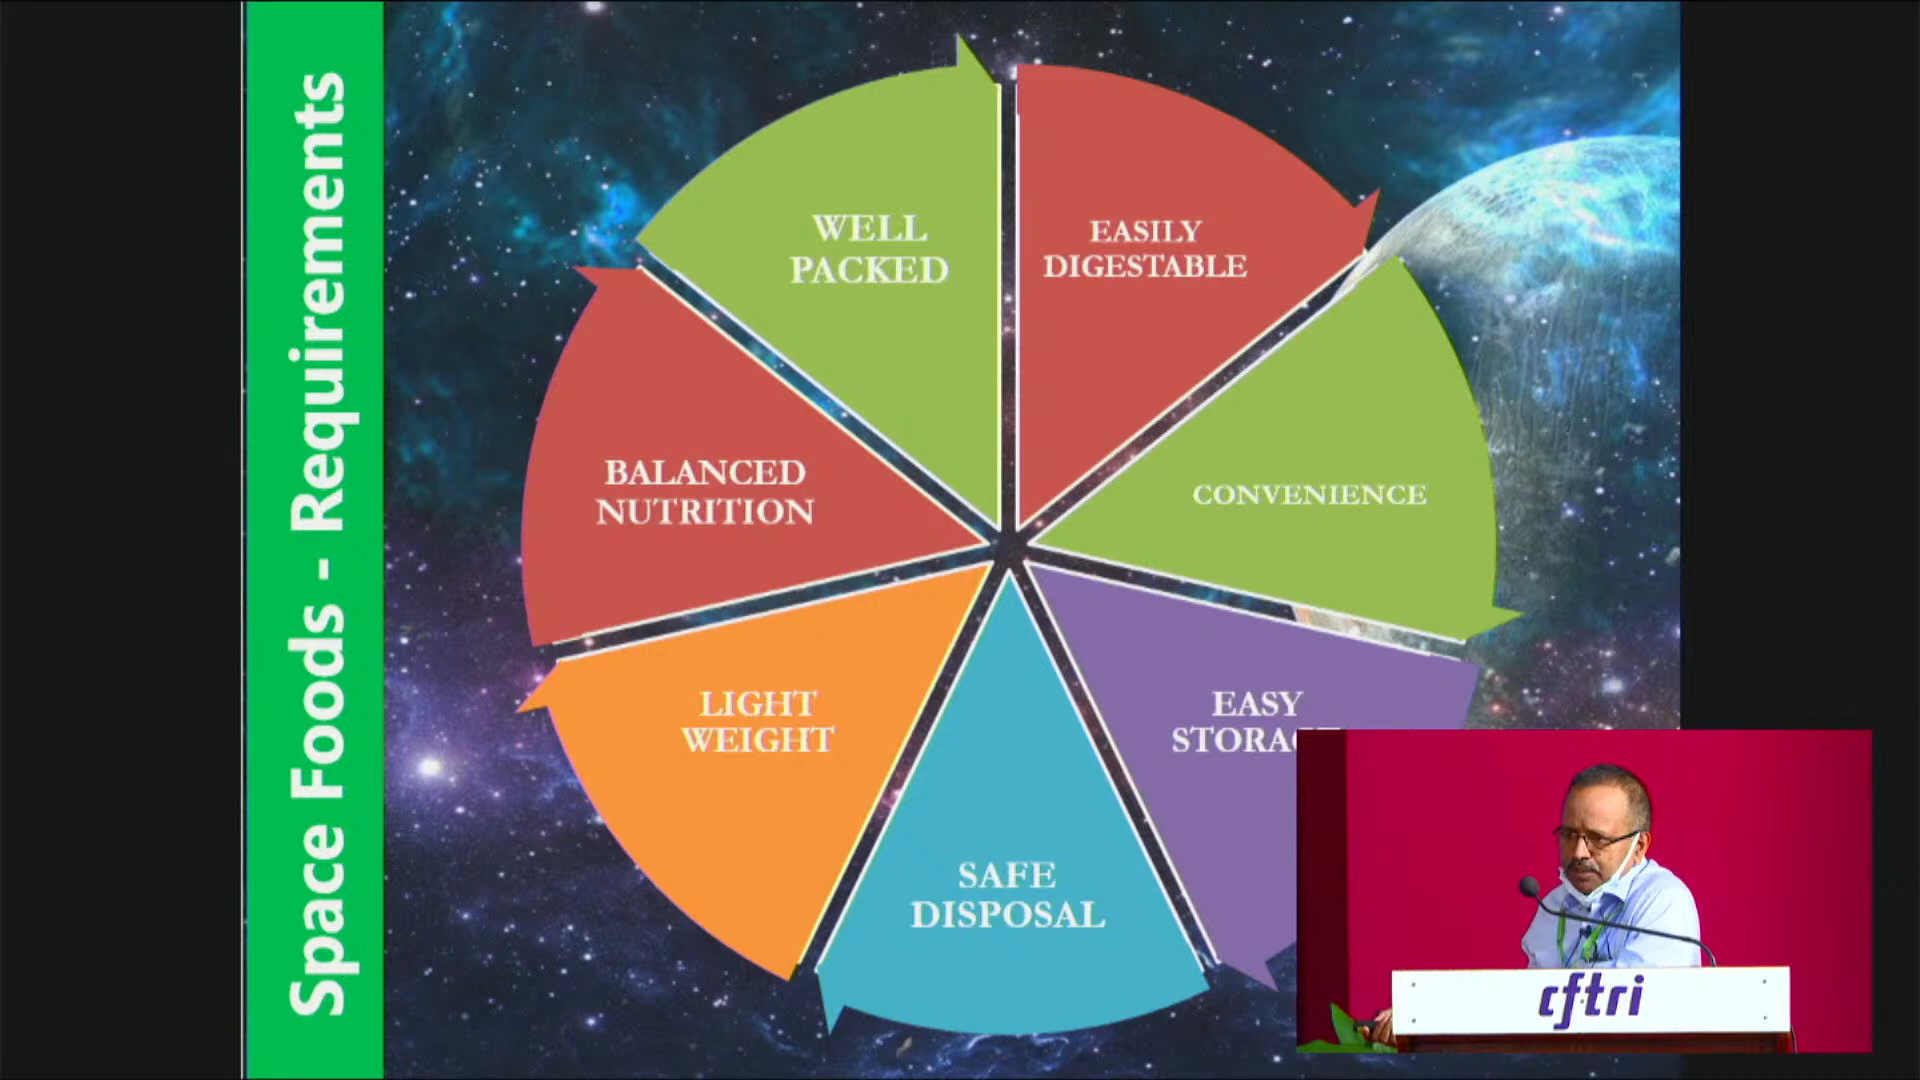 Space Foods - Requirements
WELL
PACKED
EASILY
DIGESTABLE
BALANCED
NUTRITION
CONVENIENCE
LIGHT
WEIGHT
EASY
SAFE
DISPOSAL
cftri